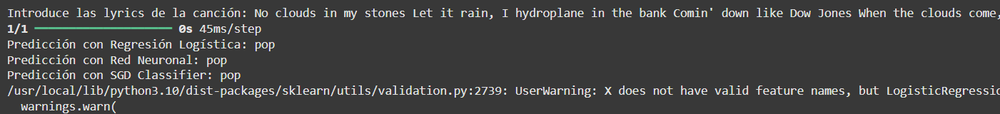 Introduce las lyrics de la canción: No clouds in my stones Let it rain, I hydroplane in the bank Comin' down like Dow Jones When the clouds come,
1/1 ━━━━━━━━━━━━━━━━━━━━ 0s 45ms/step
Predicción con Regresión Logística: pop
Predicción con Red Neuronal: pop
Predicción con SGD Classifier: pop
/usr/local/lib/python3.10/dist-packages/sklearn/utils/validation.py:2739: UserWarning: X does not have valid feature names, but LogisticRegressio
warnings.warn(